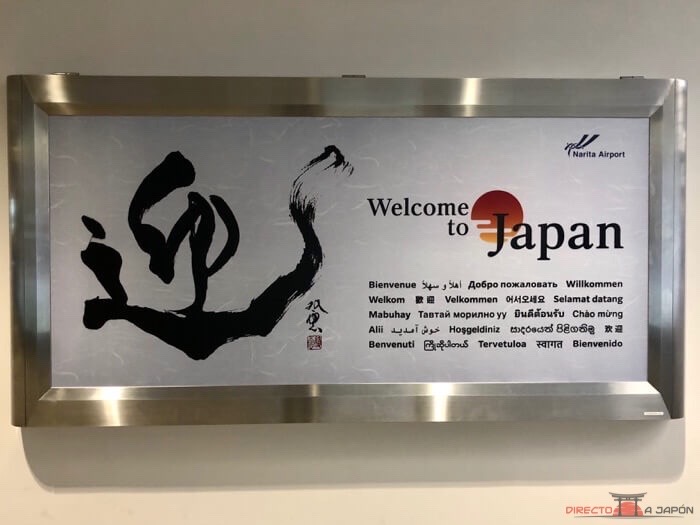 迎
Narita Airport
Welcome
to Japan
Bienvenue أهلاً و سهلاً Добро пожаловать Willkommen
Welkom 歡迎 Velkommen 어서오세요 Selamat datang
Mabuhay Тавтай морилно уу ยินดีต้อนรับ Chào mừng
Alii خوش آمدید Hoşgeldiniz සාදරයෙන් පිළිගනිමු 欢迎
Benvenuti ကြိုဆိုပါတယ် Tervetuloa स्वागत Bienvenido
DIRECTO A JAPÓN